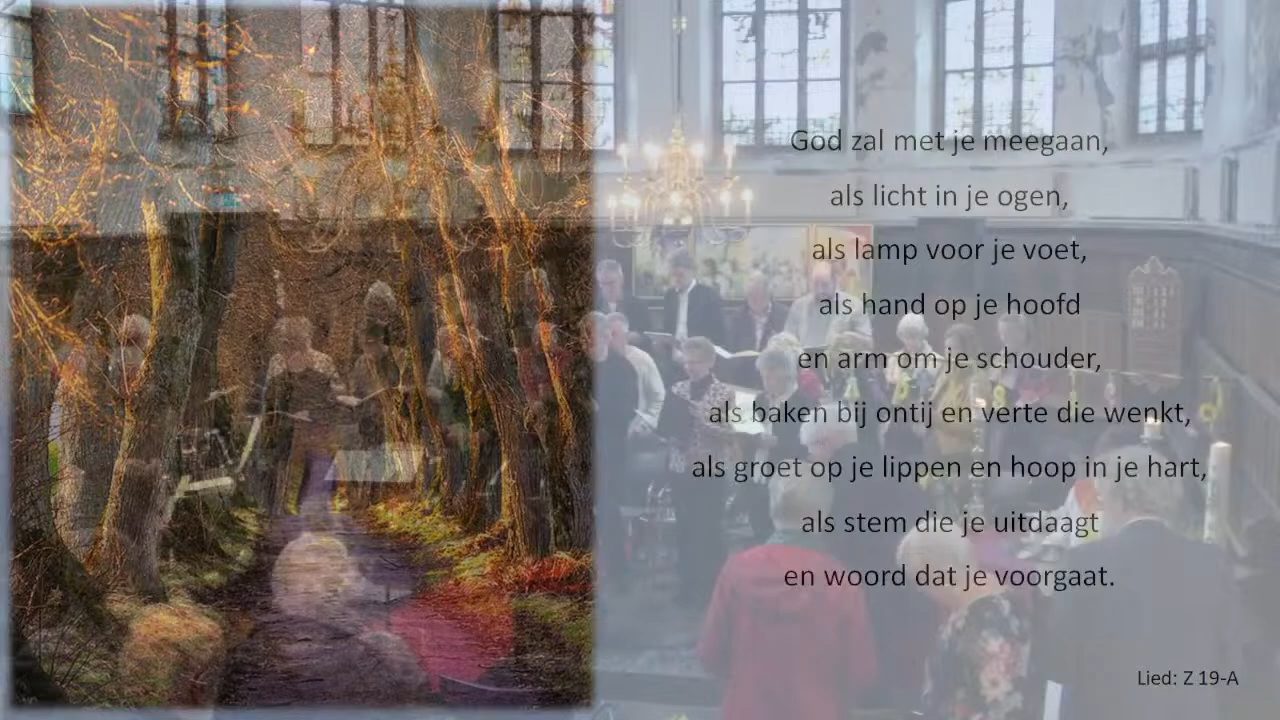 God zal met je meegaan,
als licht in je ogen,
als lamp voor je voet,
als hand op je hoofd
en arm om je schouder,
als baken bij ontij en verte die wenkt,
als groet op je lippen en hoop in je hart,
als stem die je uitdaagt
en woord dat je voorgaat.
Lied: Z 19-A